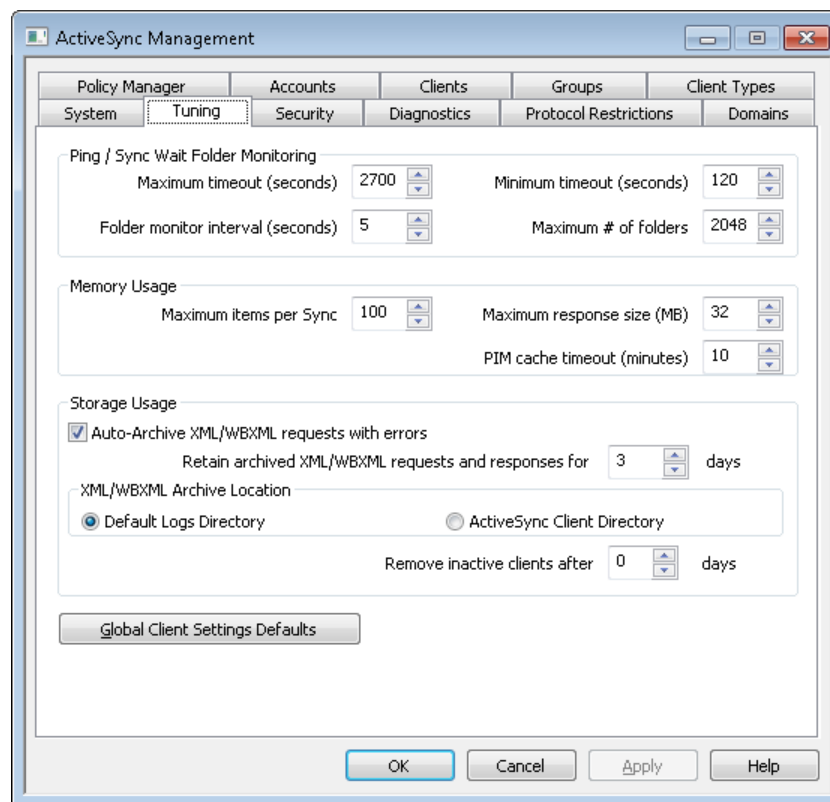 ActiveSync Management
Policy Manager Accounts Clients Groups Client Types
System Tuning Security Diagnostics Protocol Restrictions Domains
Ping / Sync Wait Folder Monitoring
Maximum timeout (seconds) 2700 Minimum timeout (seconds) 120
Folder monitor interval (seconds) 5 Maximum # of folders 2048
Memory Usage
Maximum items per Sync 100 Maximum response size (MB) 32
PIM cache timeout (minutes) 10
Storage Usage
Auto-Archive XML/WBXML requests with errors
Retain archived XML/WBXML requests and responses for 3 days
XML/WBXML Archive Location
Default Logs Directory ActiveSync Client Directory
Remove inactive clients after 0 days
Global Client Settings Defaults
OK Cancel Apply Help